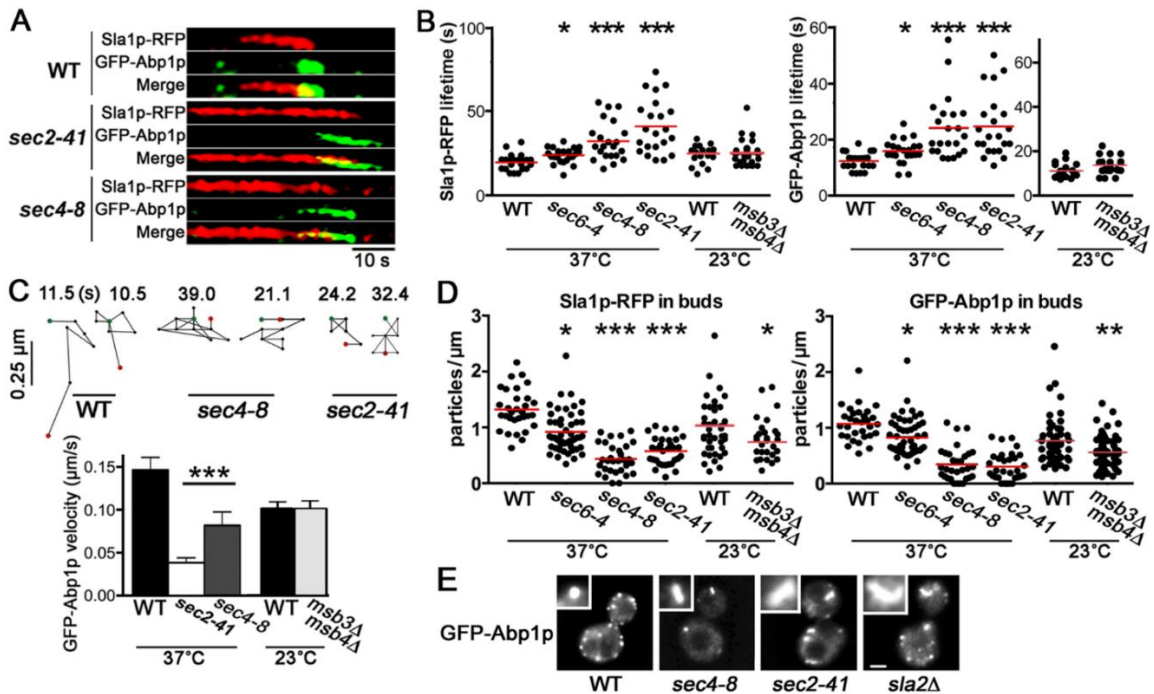 A
WT
Sla1p-RFP
GFP-Abp1p
Merge
sec2-41
Sla1p-RFP
GFP-Abp1p
Merge
sec4-8
Sla1p-RFP
GFP-Abp1p
Merge
10 s
B
Sla1p-RFP lifetime (s)
100
50
0
* *** ***
WT sec6-4 sec4-8 sec2-41 WT msb3Δ msb4Δ
37°C 23°C
GFP-Abp1p lifetime (s)
60
40
20
0
* *** ***
WT sec6-4 sec4-8 sec2-41
37°C
60
40
20
0
WT msb3Δ msb4Δ
23°C
C
11.5 (s) 10.5 39.0 21.1 24.2 32.4
0.25 µm
WT sec4-8 sec2-41
GFP-Abp1p velocity (µm/s)
0.15
0.10
0.05
0.00
***
WT sec2-41 sec4-8 WT msb3Δ msb4Δ
37°C 23°C
D
Sla1p-RFP in buds
particles/µm
3
2
1
0
* *** *** *
WT sec6-4 sec4-8 sec2-41 WT msb3Δ msb4Δ
37°C 23°C
GFP-Abp1p in buds
particles/µm
3
2
1
0
* *** *** **
WT sec6-4 sec4-8 sec2-41 WT msb3Δ msb4Δ
37°C 23°C
E
GFP-Abp1p
WT sec4-8 sec2-41 sla2Δ